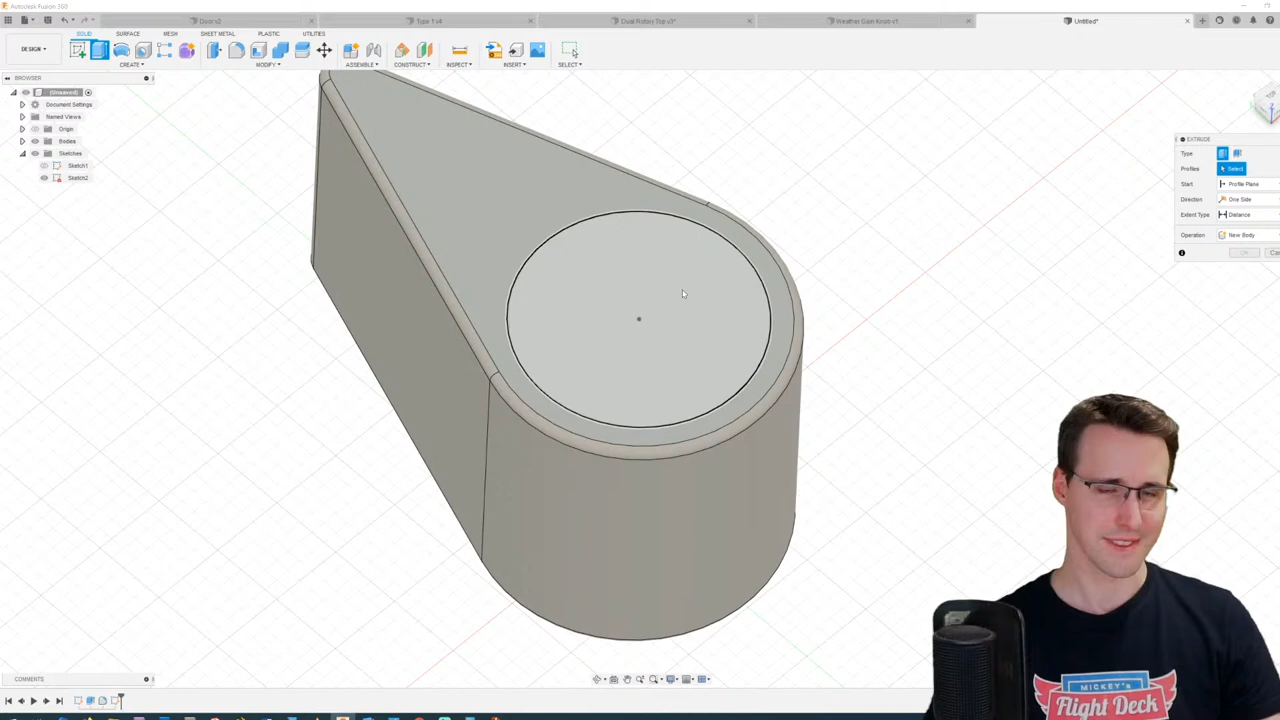 Autodesk Fusion 360
Door v2
Type 1 v4
Dual Rotary Top v3*
Weather Gain Knob v1
Untitled*
DESIGN
SOLID
SURFACE
MESH
SHEET METAL
PLASTIC
UTILITIES
CREATE
MODIFY
ASSEMBLE
CONSTRUCT
INSPECT
INSERT
SELECT
BROWSER
(Unsaved)
Document Settings
Named Views
Origin
Bodies
Sketches
Sketch1
Sketch2
EXTRUDE
Type
Profiles
Select
Start
Profile Plane
Direction
One Side
Extent Type
Distance
Operation
New Body
OK
COMMENTS
MICKEY's
Flight Deck